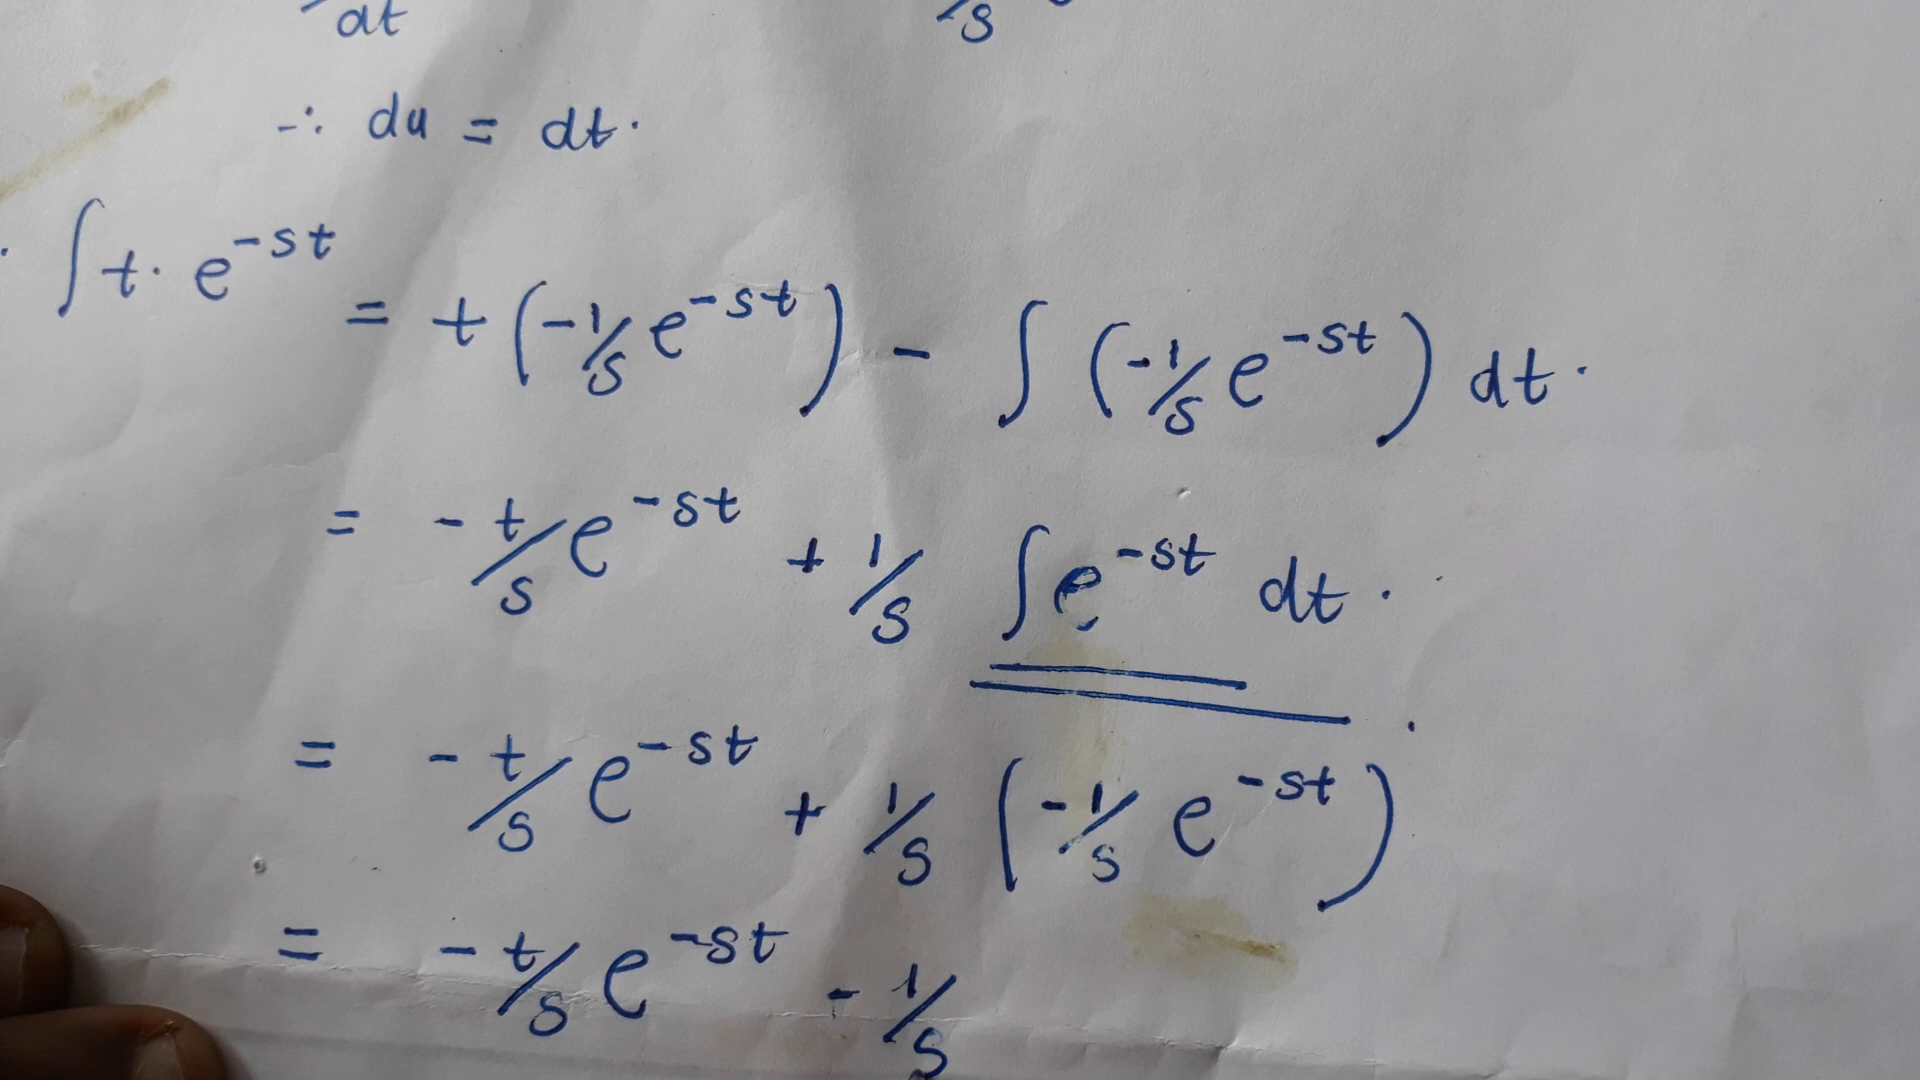 dt 1/s
∴ du = dt.
∫t. e^-st = t(-1/s e^-st) - ∫(-1/s e^-st) dt.
= -t/s e^-st + 1/s ∫e^-st dt.
= -t/s e^-st + 1/s (-1/s e^-st).
= -t/s e^-st - 1/s